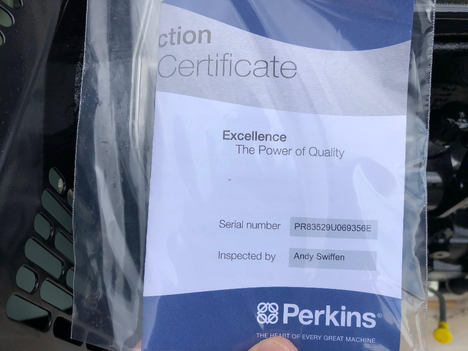 ction
Certificate
Excellence
The Power of Quality
Serial number PR83529U069356E
Inspected by Andy Swiffen
Perkins®
THE HEART OF EVERY GREAT MACHINE